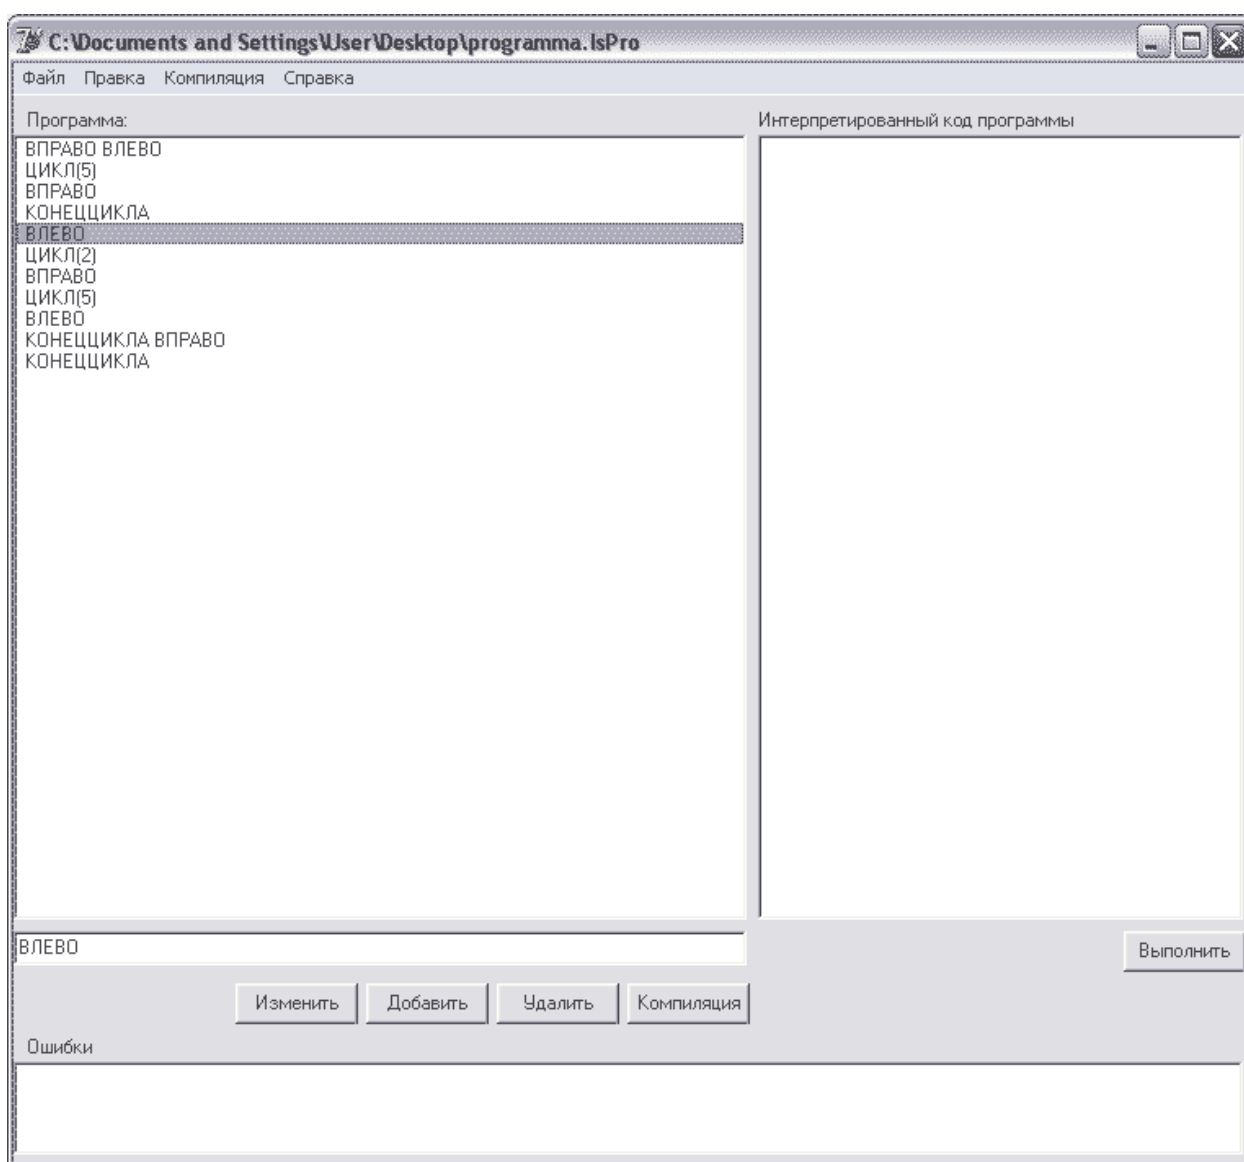 C:\Documents and Settings\User\Desktop\programma.lsPro
Файл Правка Компиляция Справка
Программа:
ВПРАВО ВЛЕВО
ЦИКЛ(5)
ВПРАВО
КОНЕЦЦИКЛА
ВЛЕВО
ЦИКЛ(2)
ВПРАВО
ЦИКЛ(5)
ВЛЕВО
КОНЕЦЦИКЛА ВПРАВО
КОНЕЦЦИКЛА
Интерпретированный код программы
ВЛЕВО
Выполнить
Изменить Добавить Удалить Компиляция
Ошибки